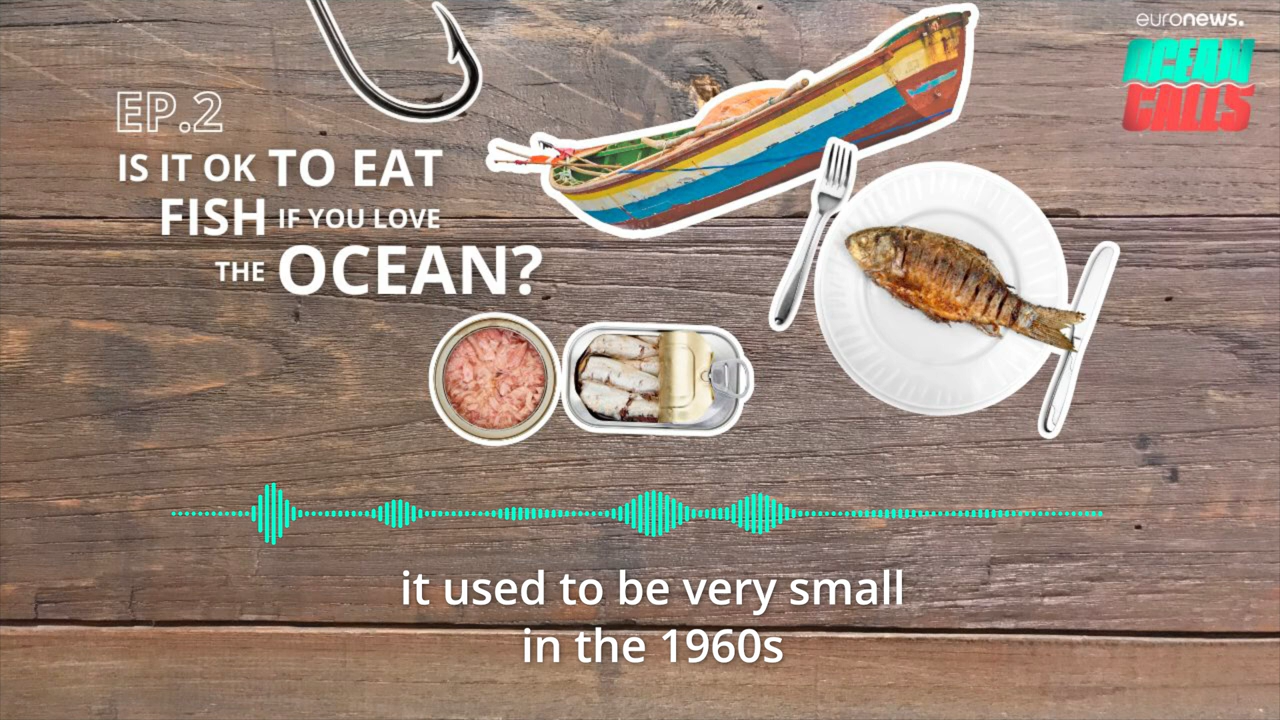 euronews.
OCEAN
CALLS
EP.2
IS IT OK TO EAT
FISH IF YOU LOVE
THE OCEAN?
it used to be very small
in the 1960s